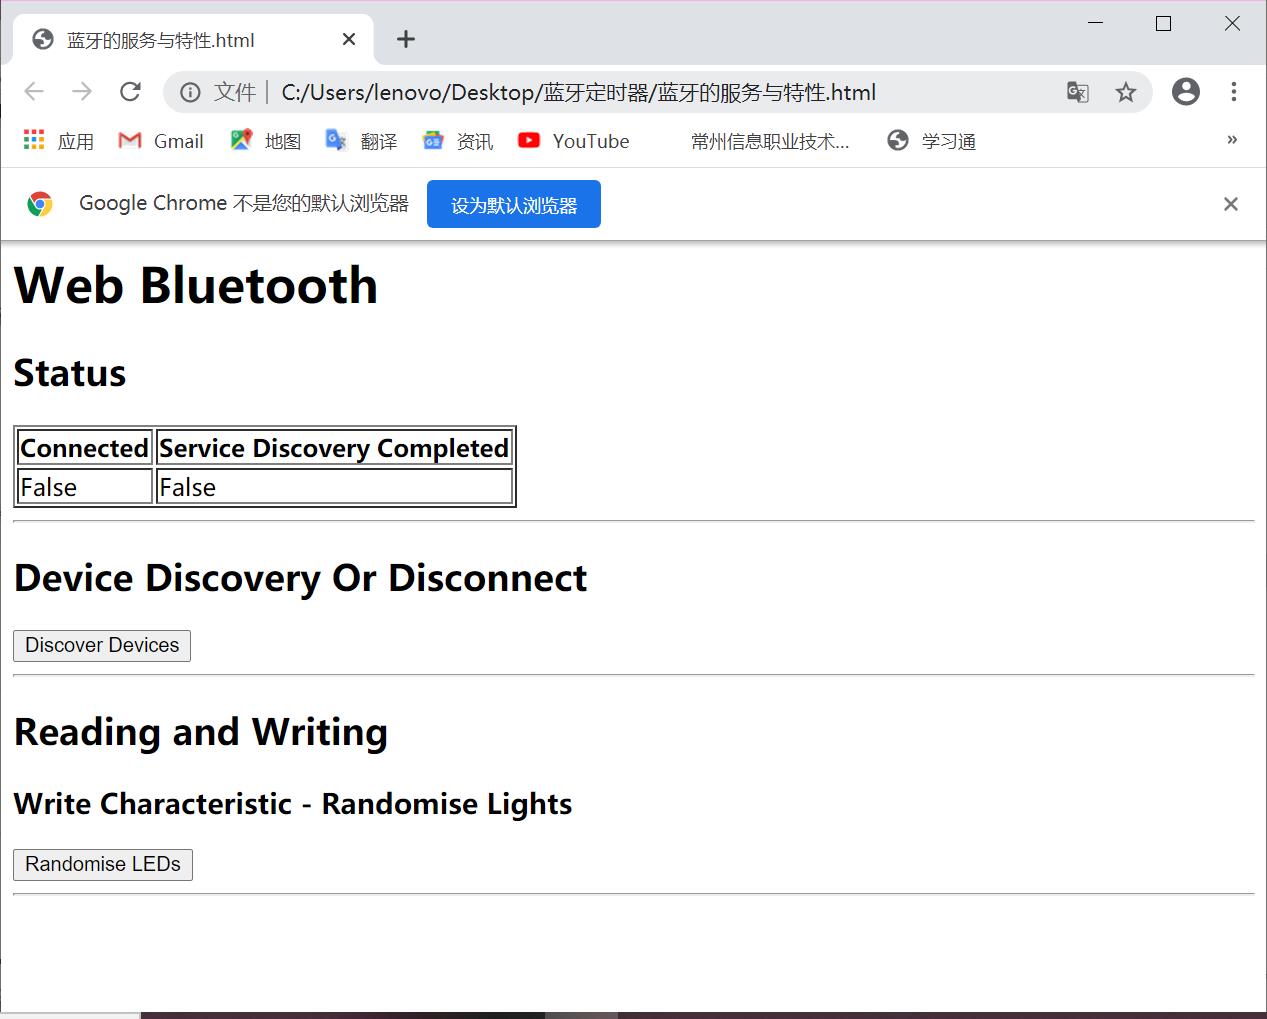 蓝牙的服务与特性.html
文件 | C:/Users/lenovo/Desktop/蓝牙定时器/蓝牙的服务与特性.html
应用 Gmail 地图 翻译 资讯 YouTube 常州信息职业技术... 学习通 »
Google Chrome 不是您的默认浏览器 设为默认浏览器
Web Bluetooth
Status
Connected Service Discovery Completed
False False
Device Discovery Or Disconnect
Discover Devices
Reading and Writing
Write Characteristic - Randomise Lights
Randomise LEDs